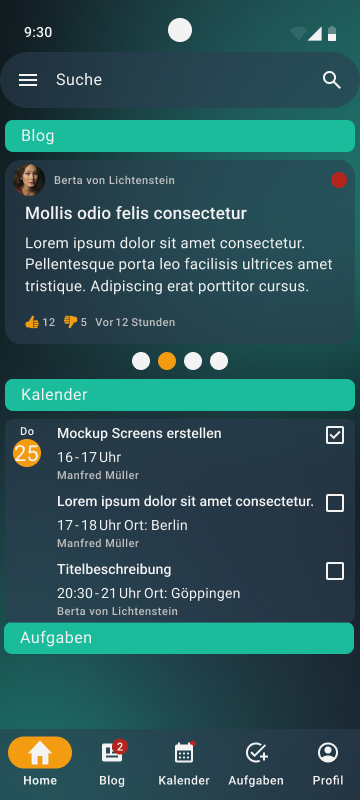 9:30
Suche
Blog
Berta von Lichtenstein
Mollis odio felis consectetur
Lorem ipsum dolor sit amet consectetur.
Pellentesque porta leo facilisis ultrices amet
tristique. Adipiscing erat porttitor cursus.
12 5 Vor 12 Stunden
Kalender
Do
25
Mockup Screens erstellen
16 - 17 Uhr
Manfred Müller
Lorem ipsum dolor sit amet consectetur.
17 - 18 Uhr Ort: Berlin
Manfred Müller
Titelbeschreibung
20:30 - 21 Uhr Ort: Göppingen
Berta von Lichtenstein
Aufgaben
2
Home Blog Kalender Aufgaben Profil